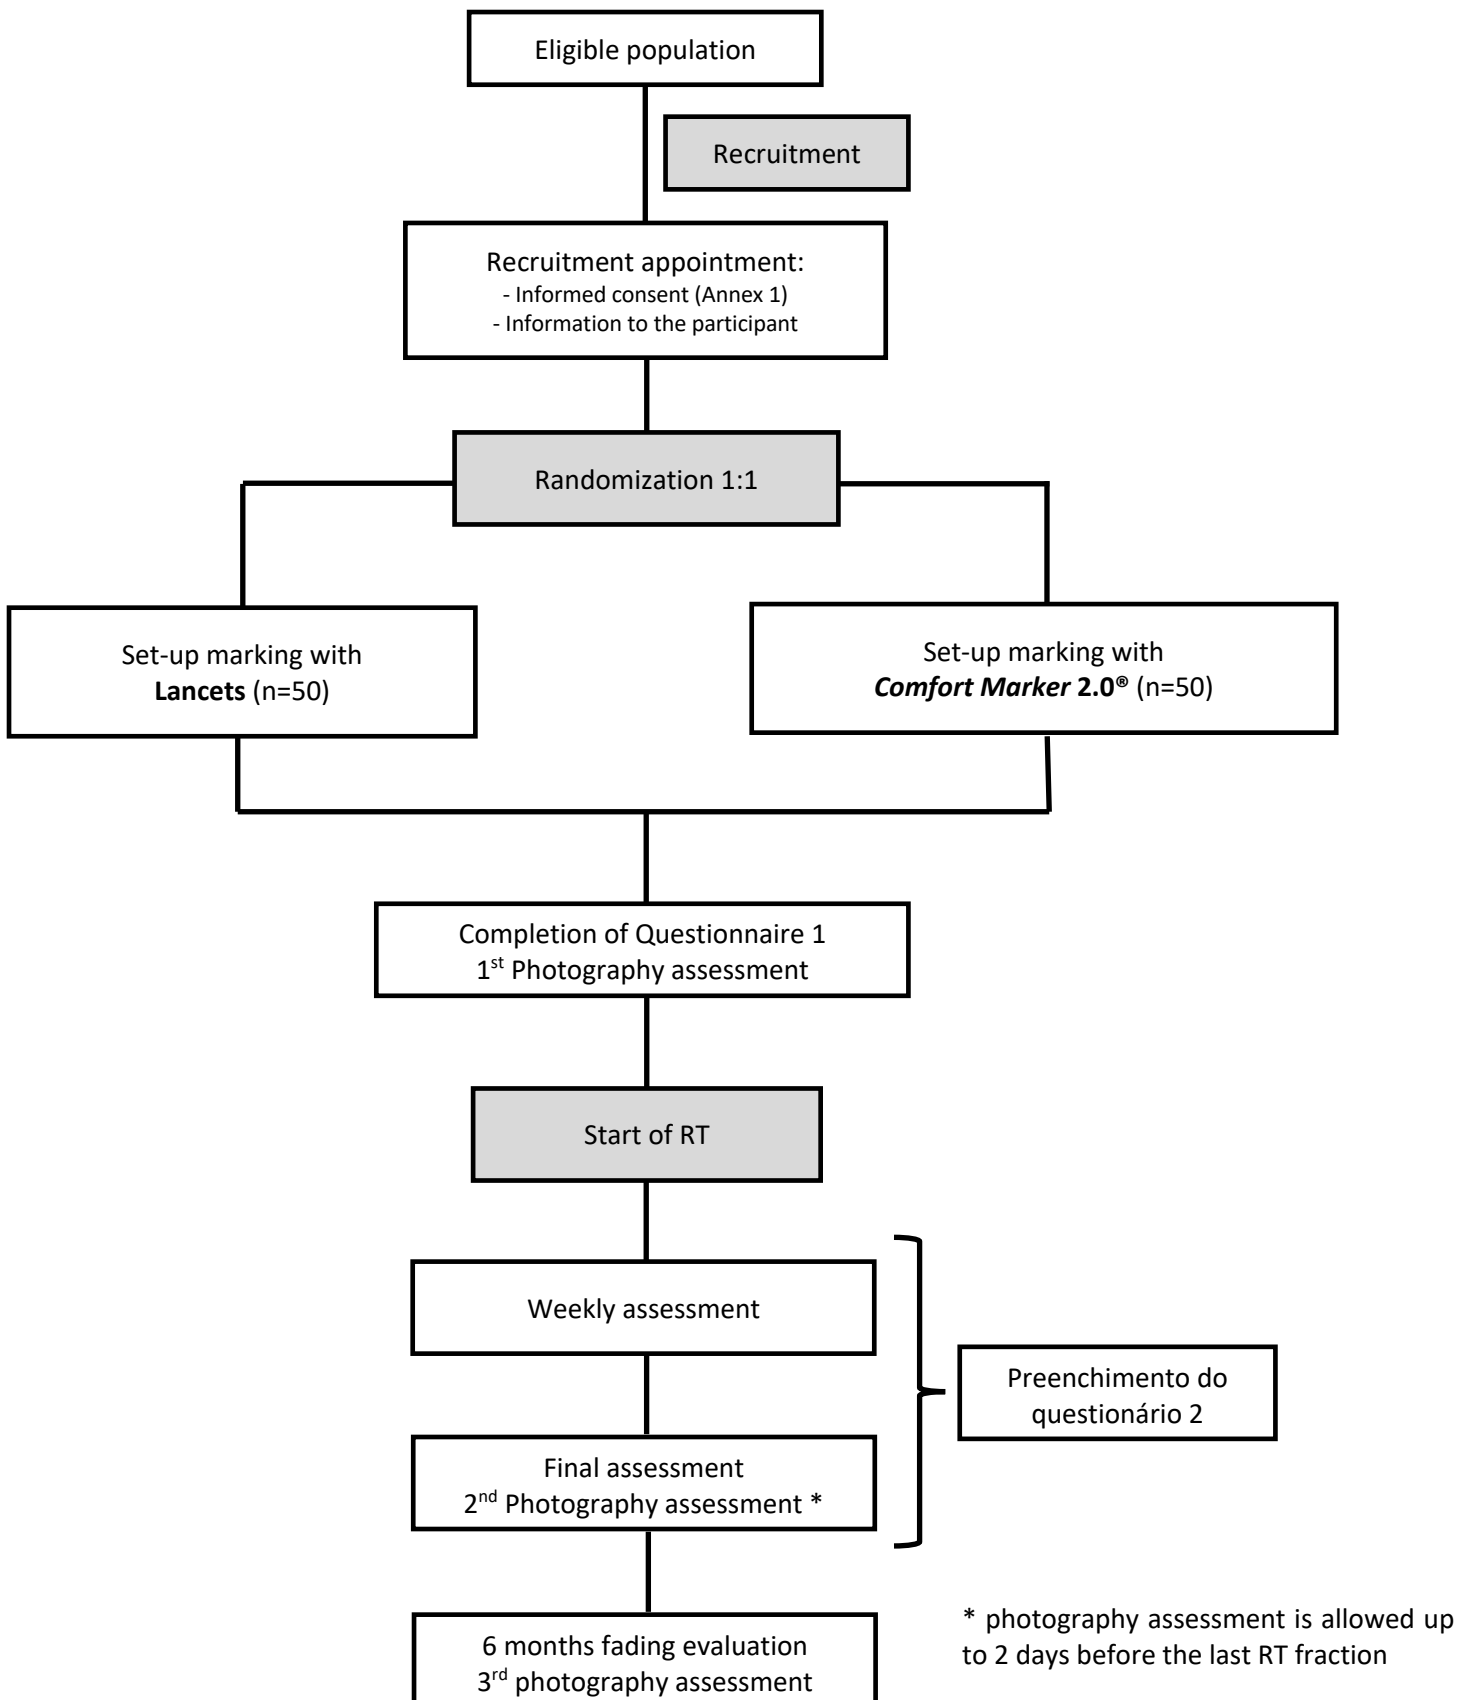 Eligible population
Recruitment
Recruitment appointment:
- Informed consent (Annex 1)
- Information to the participant
Randomization 1:1
Set-up marking with
Lancets (n=50)
Set-up marking with
Comfort Marker 2.0® (n=50)
Completion of Questionnaire 1
1st Photography assessment
Start of RT
Weekly assessment
Preenchimento do
questionário 2
Final assessment
2nd Photography assessment *
6 months fading evaluation
3rd photography assessment
* photography assessment is allowed up
to 2 days before the last RT fraction